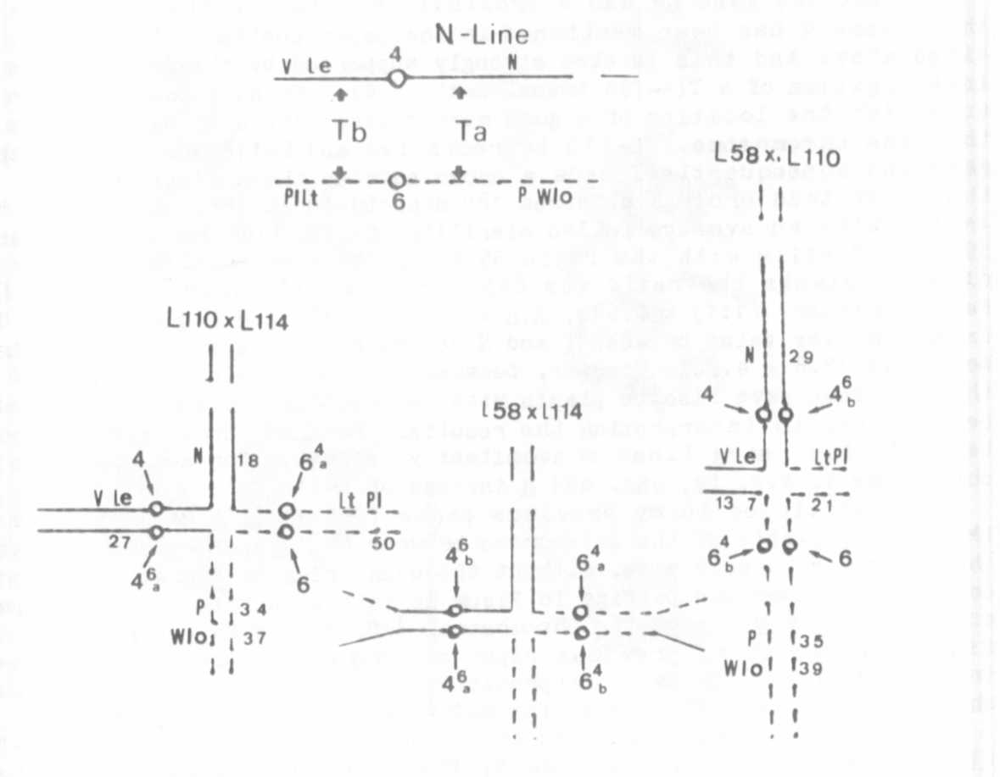 N-Line
4
V Le N
Tb Ta
PlLt P Wlo
6
L58 x L110
N 29
4 4 6 b
V Le Lt Pl
13 7 21
6 4 b 6
P 35
Wlo 39
L110 x L114
N 18
4 6 4 a
V Le Lt Pl
27 50
4 6 a 6
P 34
Wlo 37
L58 x L114
4 6 b 6 4 a
4 6 a 6 4 b